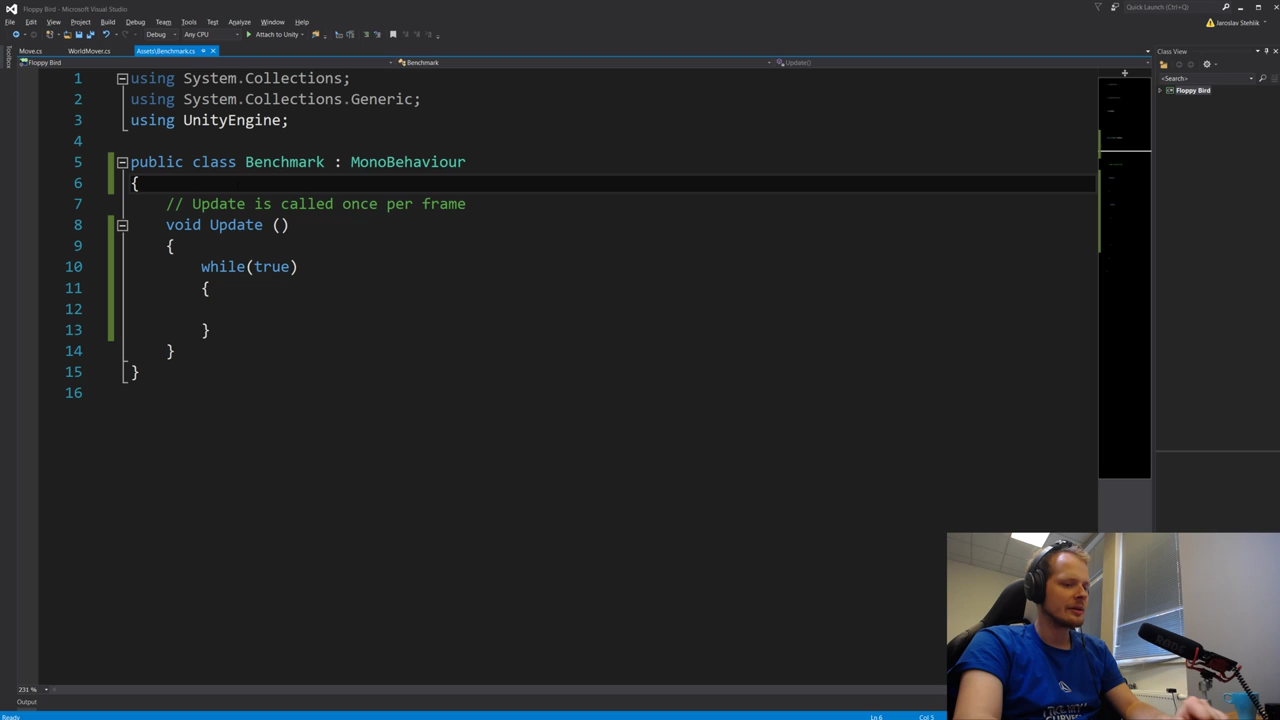 Floppy Bird - Microsoft Visual Studio
Quick Launch (Ctrl+Q)
File Edit View Project Build Debug Team Tools Test Analyze Window Help
Jaroslav Stehlik
Debug Any CPU Attach to Unity
Toolbox
Move.cs WorldMover.cs Assets\Benchmark.cs
Class View
Floppy Bird Benchmark Update()
<Search>
Floppy Bird
1 using System.Collections;
2 using System.Collections.Generic;
3 using UnityEngine;
4
5 public class Benchmark : MonoBehaviour
6 {
7 // Update is called once per frame
8 void Update ()
9 {
10 while(true)
11 {
12
13 }
14 }
15 }
16
231 %
Output
Ready Ln 6 Col 5
RODE